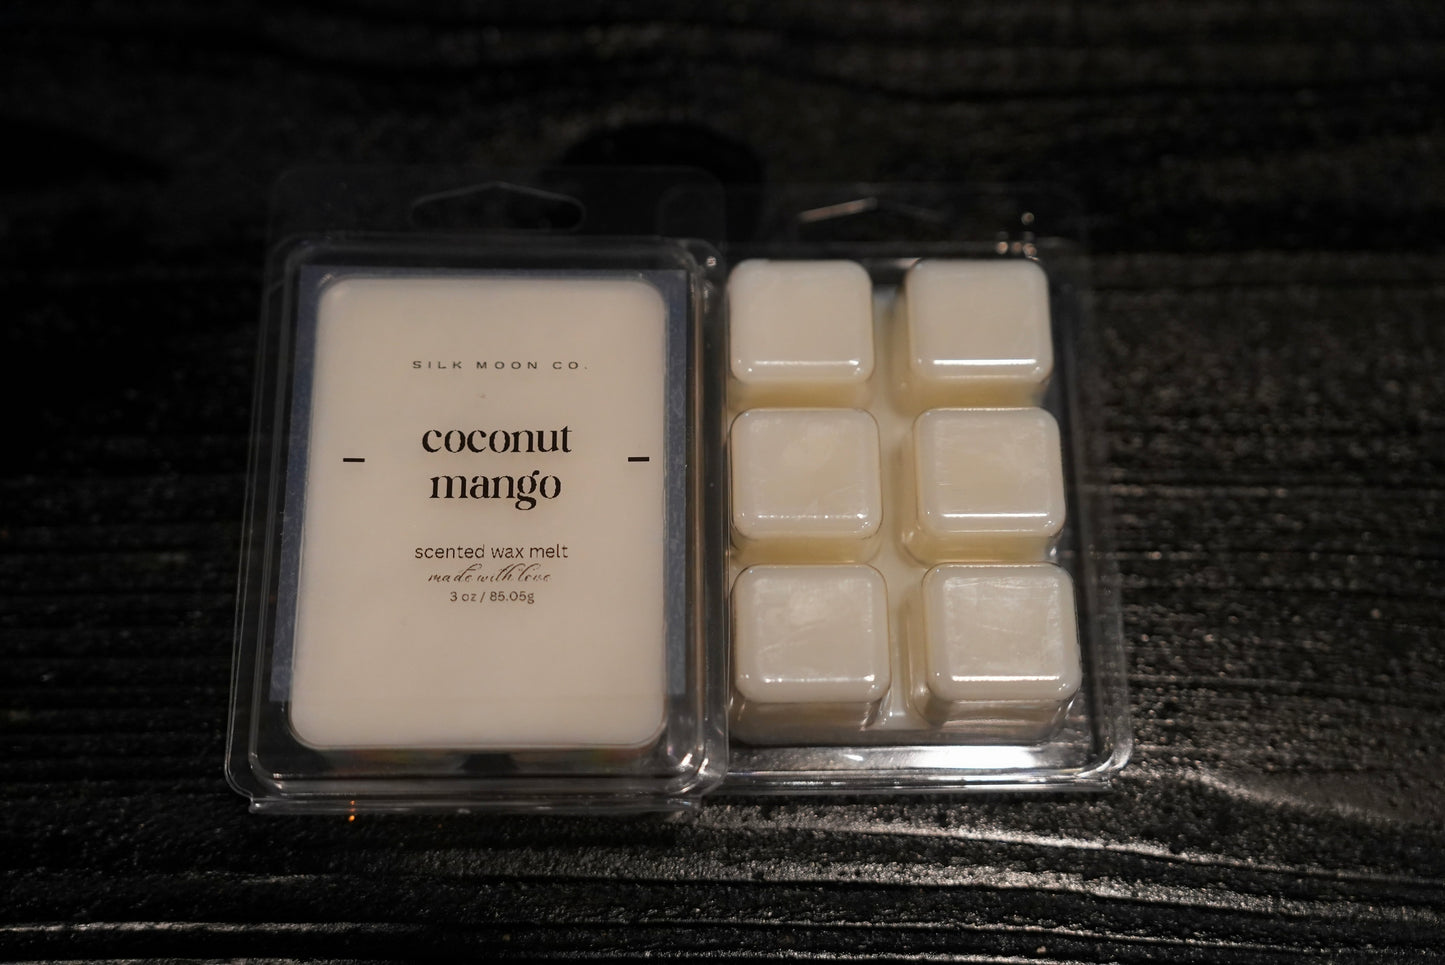 SILK MOON CO.
coconut
mango
scented wax melt
made with love
3 oz / 85.05g